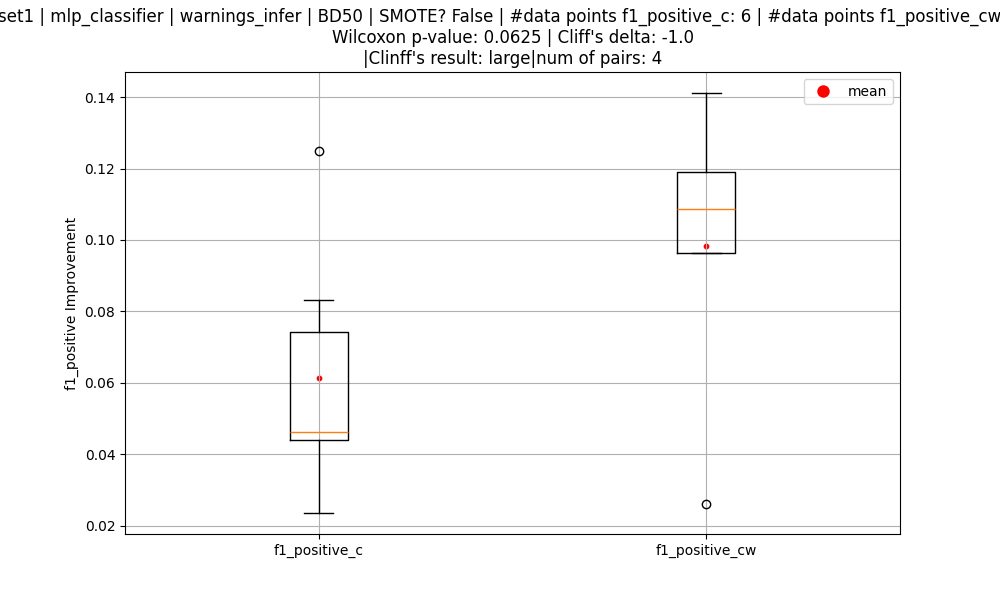 set1 | mlp_classifier | warnings_infer | BD50 | SMOTE? False | #data points f1_positive_c: 6 | #data points f1_positive_cw
Wilcoxon p-value: 0.0625 | Cliff's delta: -1.0
|Clinff's result: large|num of pairs: 4
mean
0.14
0.12
0.10
0.08
0.06
0.04
0.02
f1_positive Improvement
f1_positive_c
f1_positive_cw